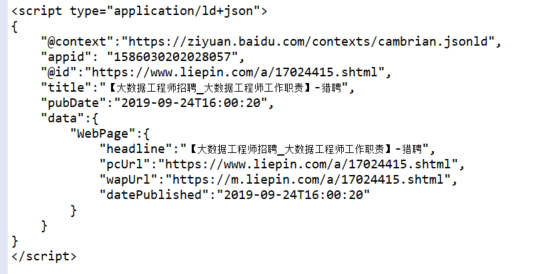 <script type="application/ld+json">
{
    "@context":"https://ziyuan.baidu.com/contexts/cambrian.jsonld",
    "appid": "1586030202028057",
    "@id":"https://www.liepin.com/a/17024415.shtml",
    "title":"【大数据工程师招聘_大数据工程师工作职责】-猎聘",
    "pubDate":"2019-09-24T16:00:20",
    "data":{
        "WebPage":{
            "headline":"【大数据工程师招聘_大数据工程师工作职责】-猎聘",
            "pcUrl":"https://www.liepin.com/a/17024415.shtml",
            "wapUrl":"https://m.liepin.com/a/17024415.shtml",
            "datePublished":"2019-09-24T16:00:20"
        }
    }
}
</script>